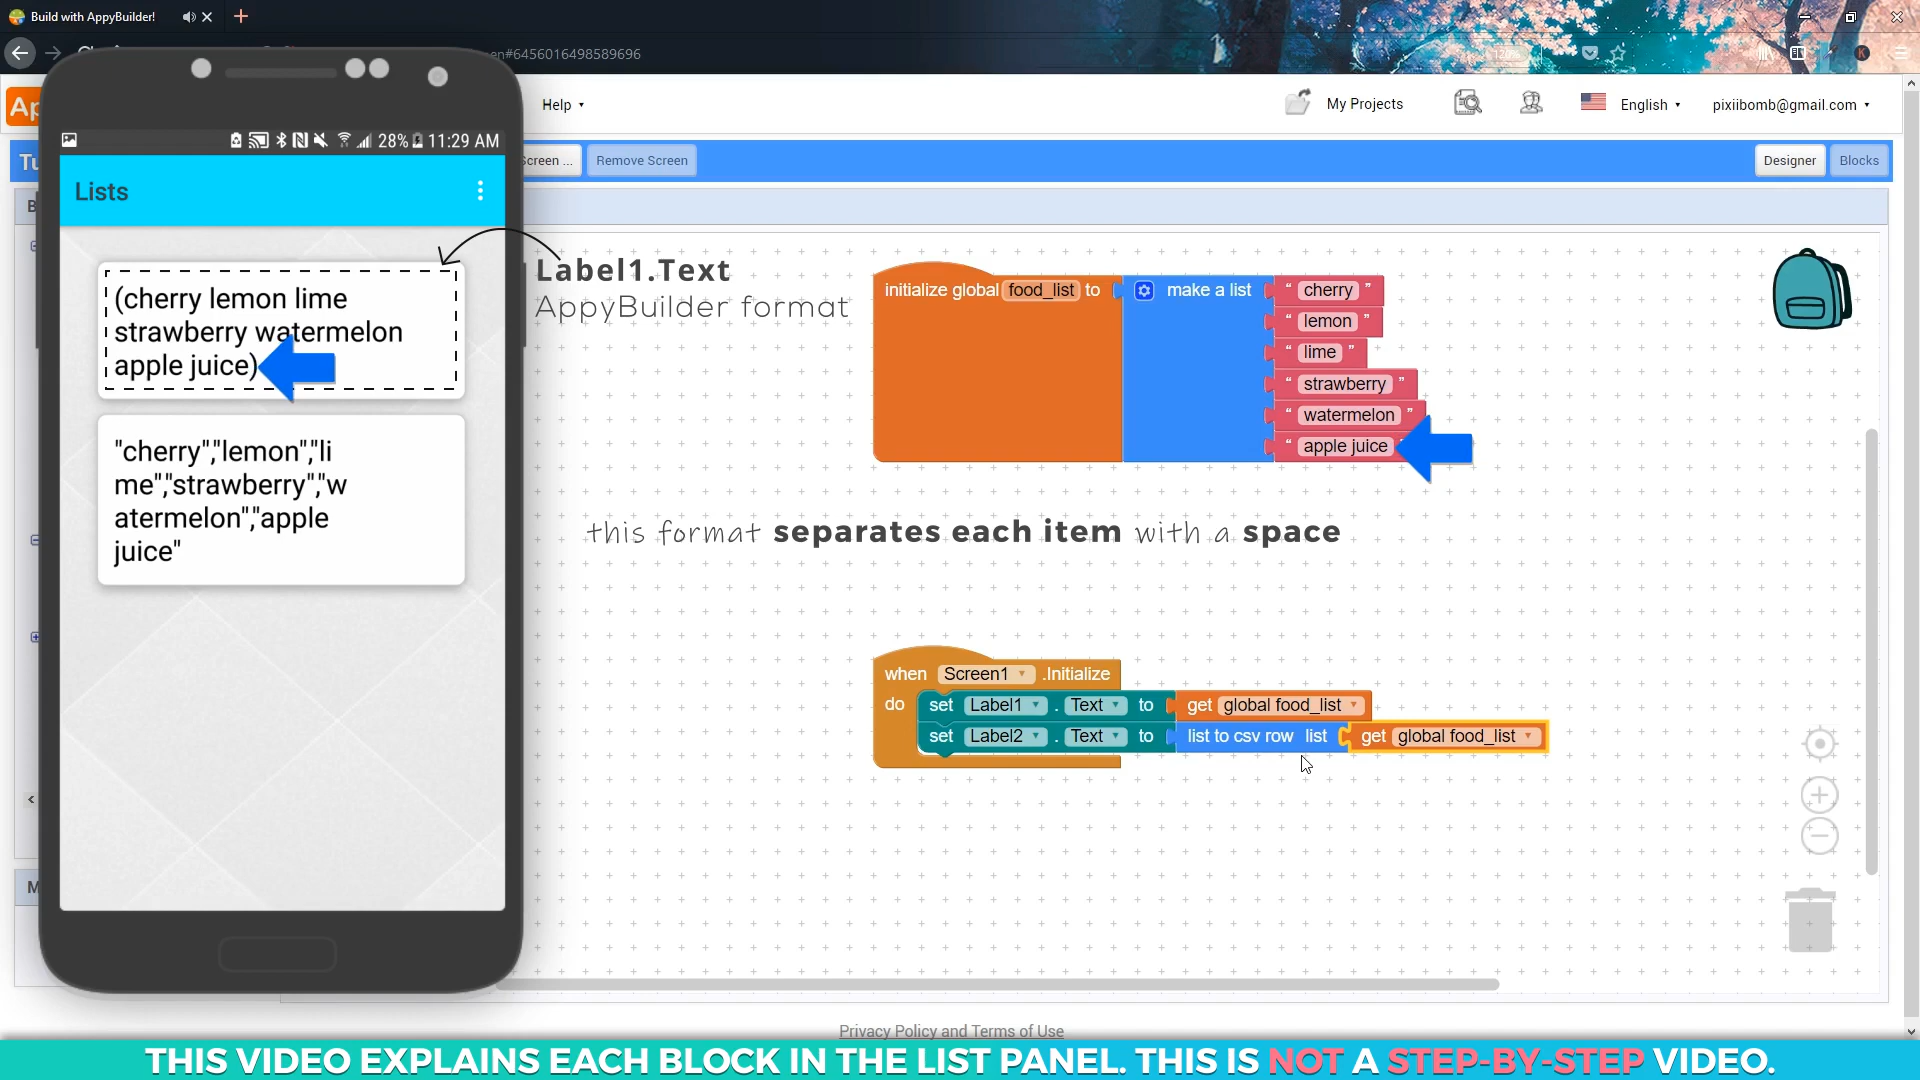 Build with AppyBuilder!
en#6456016498589696
120%
Ap
Help
My Projects
English
pixiibomb@gmail.com
Tu
Screen ...
Remove Screen
Designer
Blocks
28% 11:29 AM
Lists
(cherry lemon lime
strawberry watermelon
apple juice)
"cherry","lemon","li
me","strawberry","w
atermelon","apple
juice"
Label1.Text
AppyBuilder format
initialize global food_list to make a list " cherry "
" lemon "
" lime "
" strawberry "
" watermelon "
" apple juice "
this format separates each item with a space
when Screen1 .Initialize
do set Label1 . Text to get global food_list
set Label2 . Text to list to csv row list get global food_list
Privacy Policy and Terms of Use
THIS VIDEO EXPLAINS EACH BLOCK IN THE LIST PANEL. THIS IS NOT A STEP-BY-STEP VIDEO.